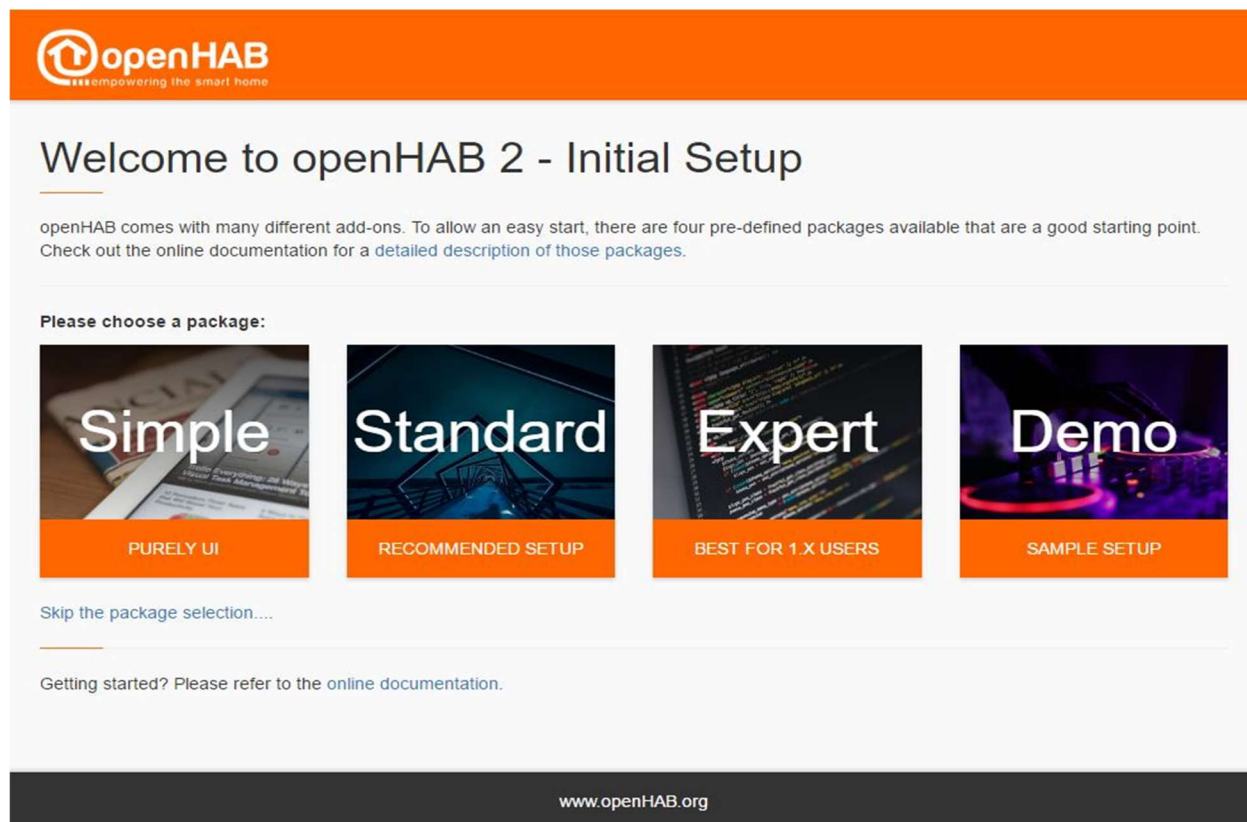 openHAB
empowering the smart home
Welcome to openHAB 2 - Initial Setup
openHAB comes with many different add-ons. To allow an easy start, there are four pre-defined packages available that are a good starting point.
Check out the online documentation for a detailed description of those packages.
Please choose a package:
Simple
PURELY UI
Standard
RECOMMENDED SETUP
Expert
BEST FOR 1.X USERS
Demo
SAMPLE SETUP
Skip the package selection....
Getting started? Please refer to the online documentation.
www.openHAB.org